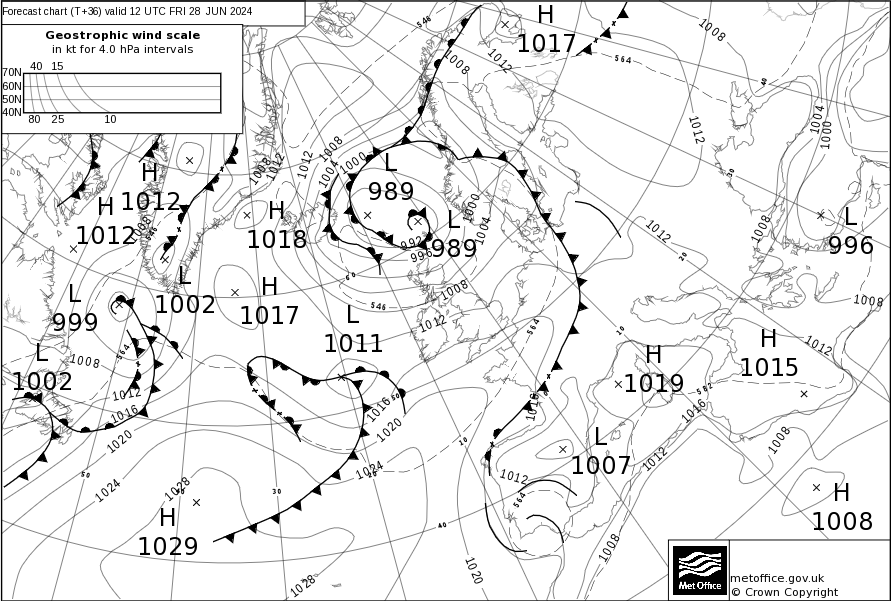 Forecast chart (T+36) valid 12 UTC FRI 28 JUN 2024
Geostrophic wind scale
in kt for 4.0 hPa intervals
40 15
70N
60N
50N
40N
80 25 10
H
1017
L
989
L
989
H
1012
H
1012
H
1018
L
996
L
1002
H
1017
L
999
L
1011
L
1002
H
1019
H
1015
L
1007
H
1029
H
1008
546
1008
1012
564
1008
40
1012
1004
1000
1008
1012
1012
1008
1004
1000
1000
1004
992
996
1008
546
1012
564
1012
1008
1008
1012
1008
564
1012
1016
1020
1024
1028
1016
1020
1024
1028
1020
1016
1012
564
1008
1012
1016
582
1008
50
40
30
20
10
10
20
30
40
50
60
metoffice.gov.uk
© Crown Copyright
Met Office